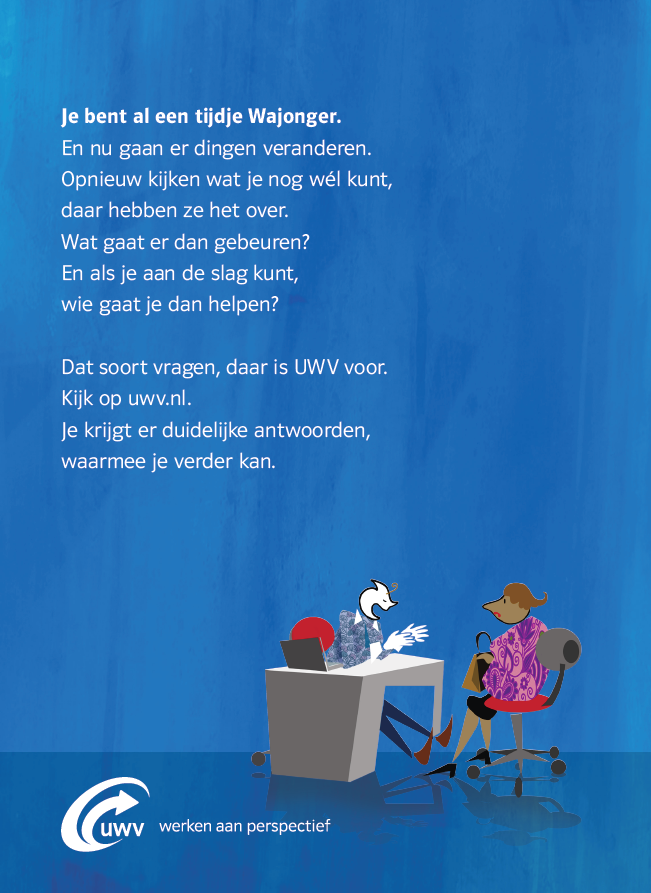 Je bent al een tijdje Wajonger.
En nu gaan er dingen veranderen.
Opnieuw kijken wat je nog wél kunt,
daar hebben ze het over.
Wat gaat er dan gebeuren?
En als je aan de slag kunt,
wie gaat je dan helpen?
Dat soort vragen, daar is UWV voor.
Kijk op uwv.nl.
Je krijgt er duidelijke antwoorden,
waarmee je verder kan.
uwv werken aan perspectief